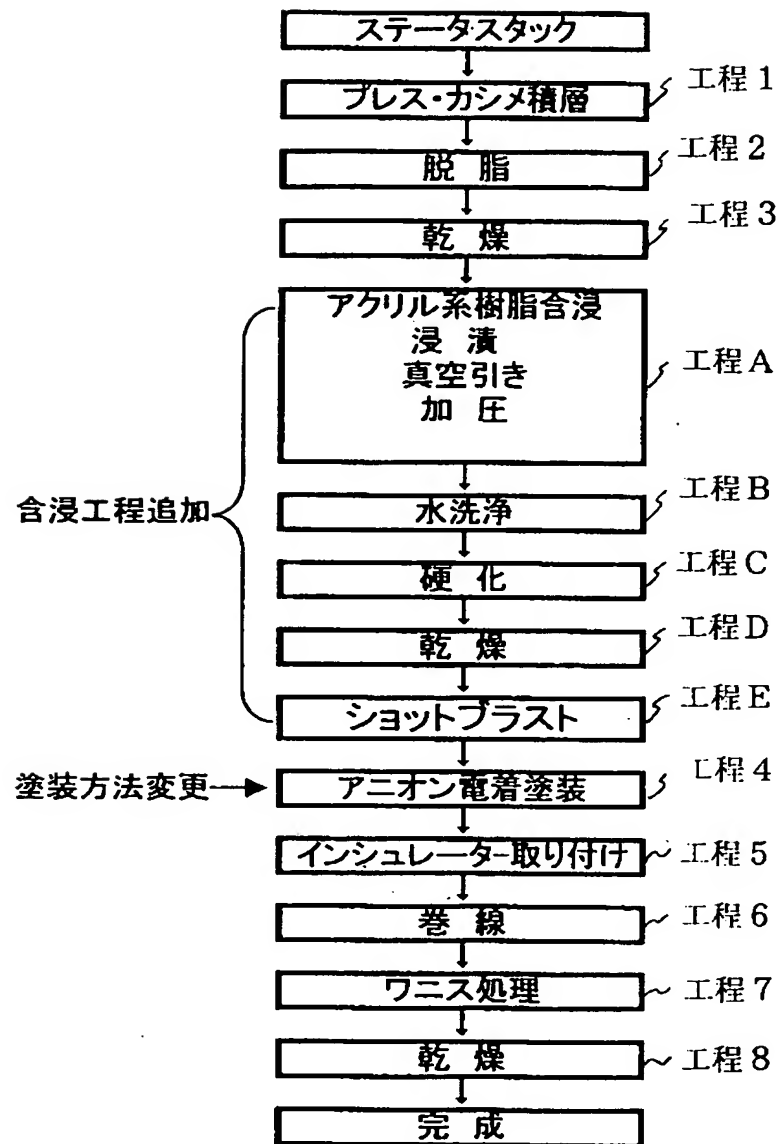 ステータスタック
プレス・カシメ積層
工程1
脱脂
工程2
乾燥
工程3
アクリル系樹脂含浸
浸漬
真空引き
加圧
工程A
含浸工程追加
水洗浄
工程B
硬化
工程C
乾燥
工程D
ショットブラスト
工程E
塗装方法変更
アニオン電着塗装
工程4
インシュレーター取り付け
工程5
巻線
工程6
ワニス処理
工程7
乾燥
工程8
完成